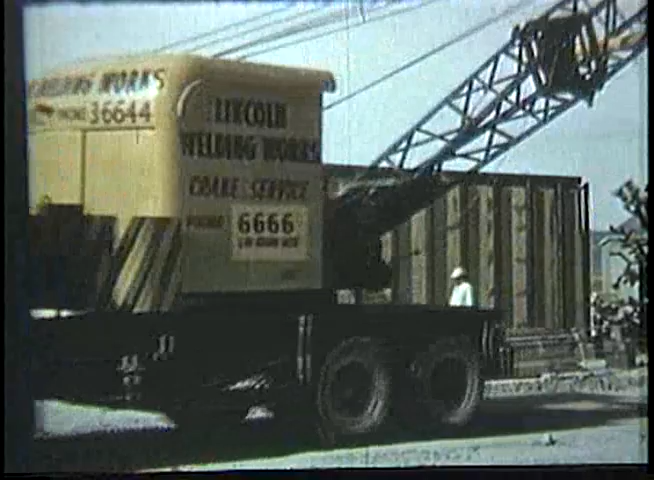 WORKS
PHONE 36644
LINCOLN
WELDING WORKS
CRANE SERVICE
PHONE 6666